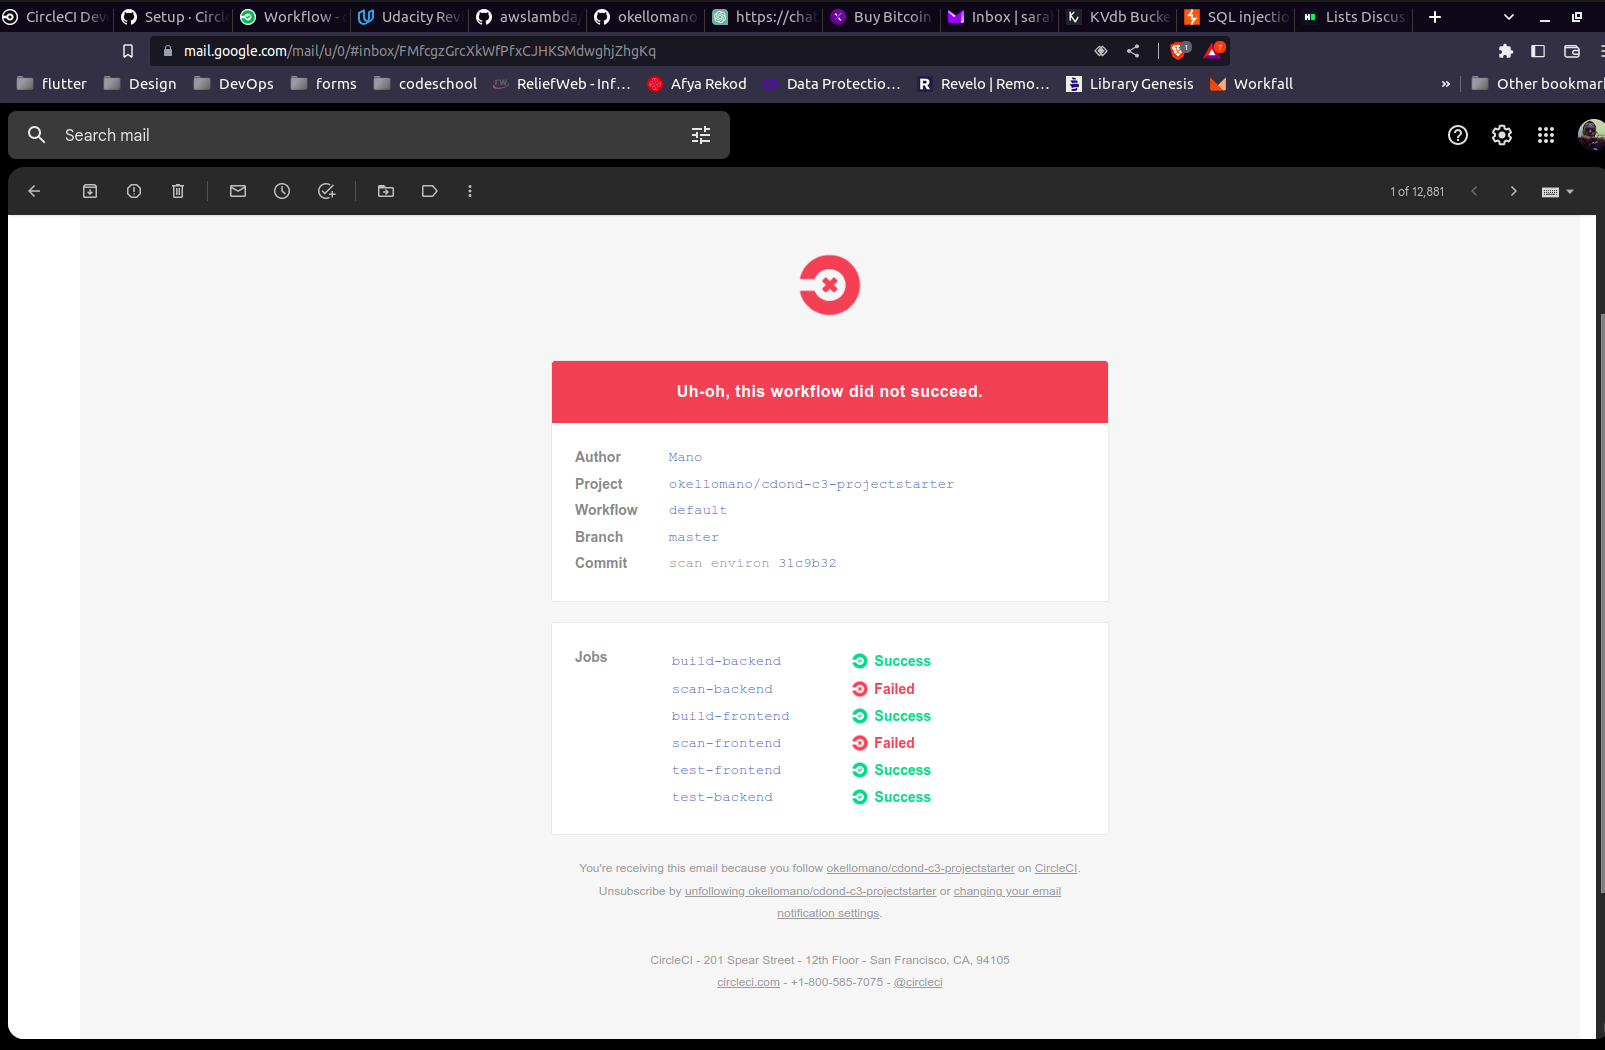 CircleCI Dev
Setup · Circl
Workflow -
Udacity Rev
awslambda
okellomano
https://cha
Buy Bitcoin
Inbox | sara
KVdb Bucke
SQL injectio
Lists Discus
mail.google.com/mail/u/0/#inbox/FMfcgzGrcXkWfPfxCJHKSMdwghjZhgKq
1
7
flutter
Design
DevOps
forms
codeschool
rw ReliefWeb - Inf...
Afya Rekod
Data Protectio...
R Revelo | Remo...
Library Genesis
Workfall
»
Other bookmar
Search mail
1 of 12,881
Uh-oh, this workflow did not succeed.
Author Mano
Project okellomano/cdond-c3-projectstarter
Workflow default
Branch master
Commit scan environ 31c9b32
Jobs build-backend Success
scan-backend Failed
build-frontend Success
scan-frontend Failed
test-frontend Success
test-backend Success
You're receiving this email because you follow okellomano/cdond-c3-projectstarter on CircleCI.
Unsubscribe by unfollowing okellomano/cdond-c3-projectstarter or changing your email
notification settings.
CircleCI - 201 Spear Street - 12th Floor - San Francisco, CA, 94105
circleci.com - +1-800-585-7075 - @circleci